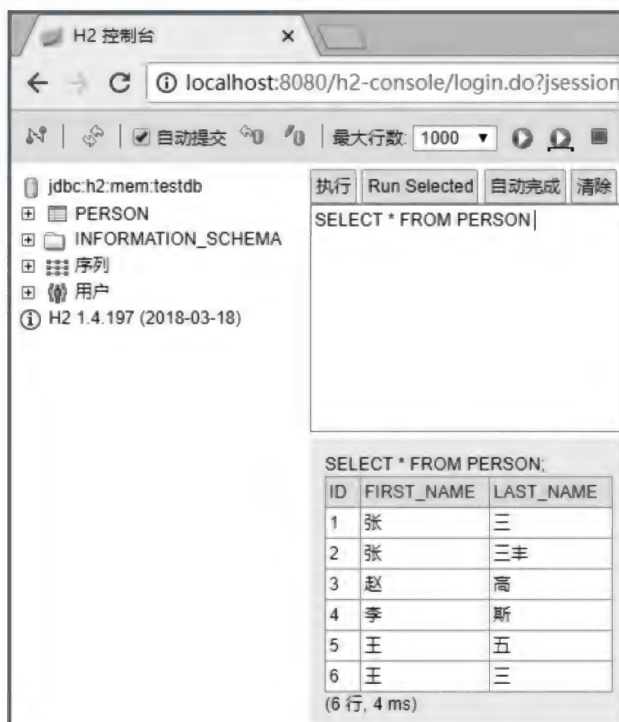 H2 控制台
localhost:8080/h2-console/login.do?jsession
自动提交 最大行数: 1000
jdbc:h2:mem:testdb
PERSON
INFORMATION_SCHEMA
序列
用户
H2 1.4.197 (2018-03-18)
执行 Run Selected 自动完成 清除
SELECT * FROM PERSON
SELECT * FROM PERSON;
ID FIRST_NAME LAST_NAME
1 张 三
2 张 三丰
3 赵 高
4 李 斯
5 王 五
6 王 三
(6 行, 4 ms)